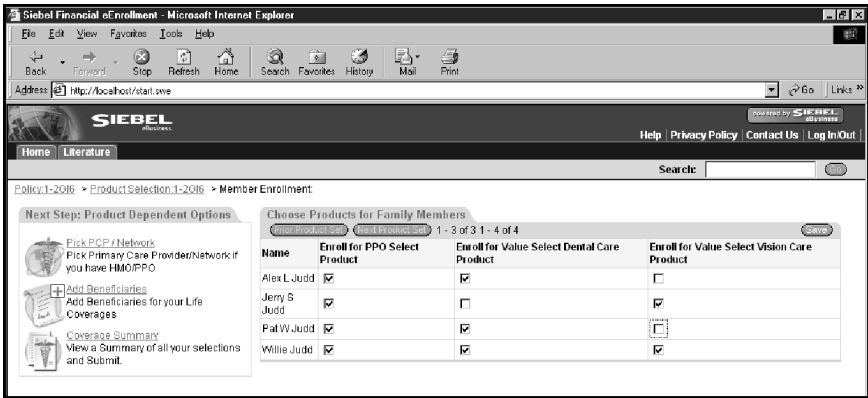 Siebel Financial eEnrollment - Microsoft Internet Explorer
File Edit View Favorites Tools Help
Back Forward Stop Refresh Home Search Favorites History Mail Print
Address http://localhost/start.swe Go Links »
SIEBEL eBusiness
powered by SIEBEL eBusiness
Help | Privacy Policy | Contact Us | Log In/Out |
Home Literature
Search: Go
Policy:1-2OI6 > Product Selection:1-2OI6 > Member Enrollment:
Next Step: Product Dependent Options
Pick PCP / Network
Pick Primary Care Provider/Network if
you have HMO/PPO
Add Beneficiaries
Add Beneficiaries for your Life
Coverages
Coverage Summary
View a Summary of all your selections
and Submit.
Choose Products for Family Members
Prior Product Set Next Product Set 1 - 3 of 3 1 - 4 of 4 Save
Name Enroll for PPO Select Enroll for Value Select Dental Care Enroll for Value Select Vision Care
Product Product Product
Alex L Judd
Jerry S
Judd
Pat W Judd
Willie Judd